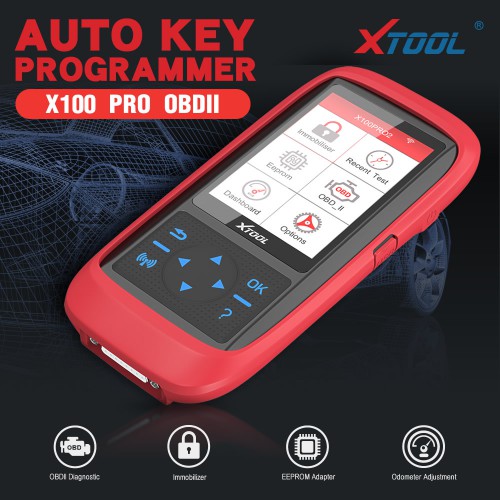 AUTO KEY
PROGRAMMER
X100 PRO OBDII
XTOOL ®
X100PRO2
Immobiliser
Recent Test
Eeprom
OBD
OBD_II
Dashboard
Options
XTOOL
OK
?
OBD
OBDII Diagnostic
Immobilizer
EEPROM Adapter
Odometer Adjustment